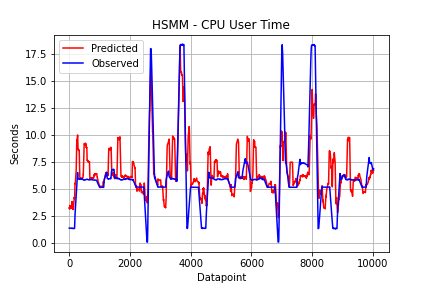 HSMM - CPU User Time
Predicted
Observed
Seconds
17.5
15.0
12.5
10.0
7.5
5.0
2.5
0.0
0 2000 4000 6000 8000 10000
Datapoint